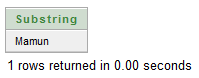 Substring
Mamun
1 rows returned in 0.00 seconds